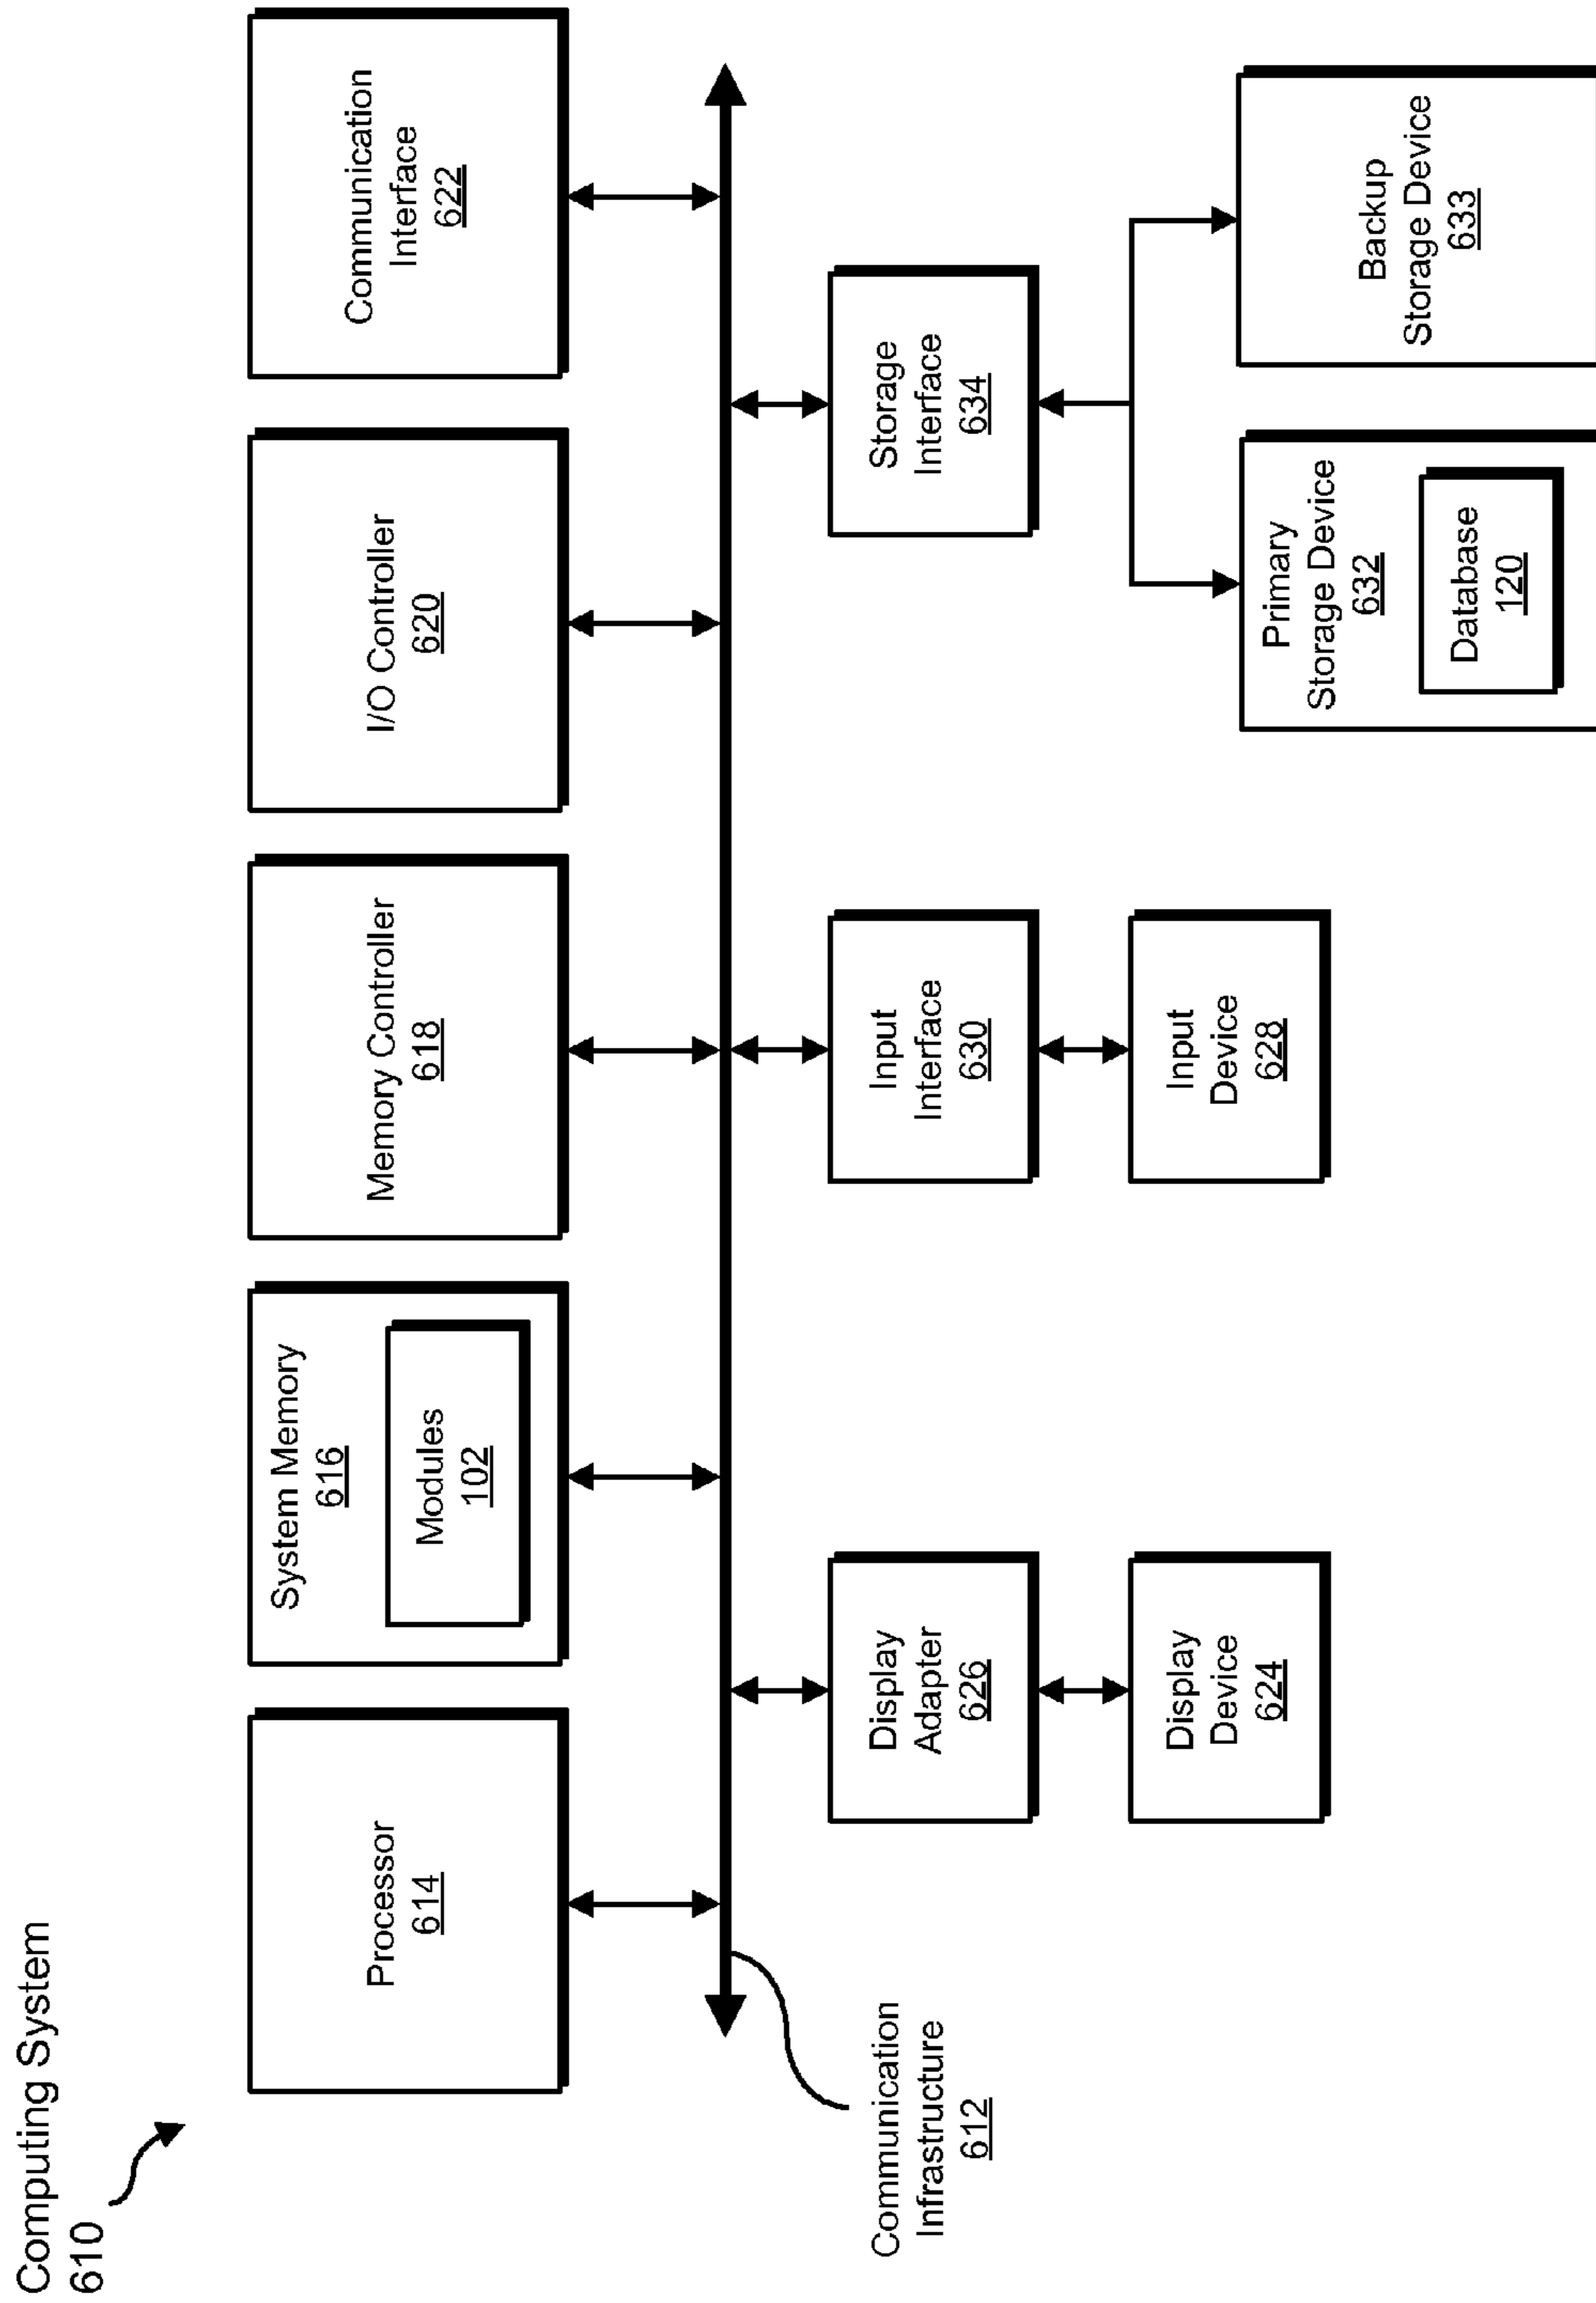 Computing System
610
Processor
614
System Memory
616
Modules
102
Memory Controller
618
I/O Controller
620
Communication
Interface
622
Communication
Infrastructure
612
Display
Adapter
626
Input
Interface
630
Storage
Interface
634
Display
Device
624
Input
Device
628
Primary
Storage Device
632
Database
120
Backup
Storage Device
633